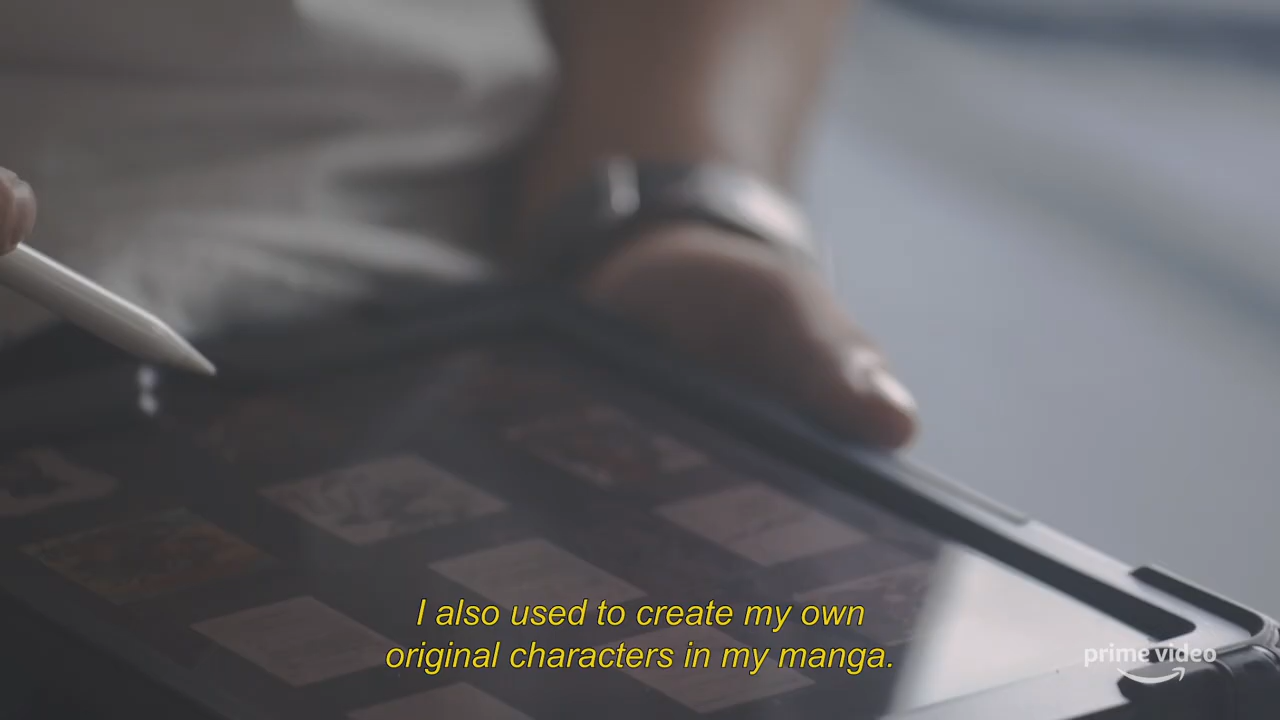 I also used to create my own
original characters in my manga.
prime video